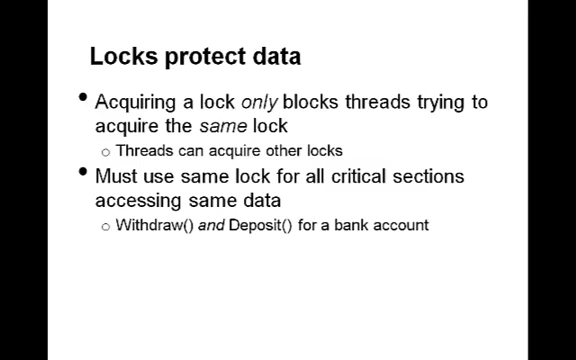 Locks protect data
• Acquiring a lock only blocks threads trying to
acquire the same lock
o Threads can acquire other locks
• Must use same lock for all critical sections
accessing same data
o Withdraw() and Deposit() for a bank account